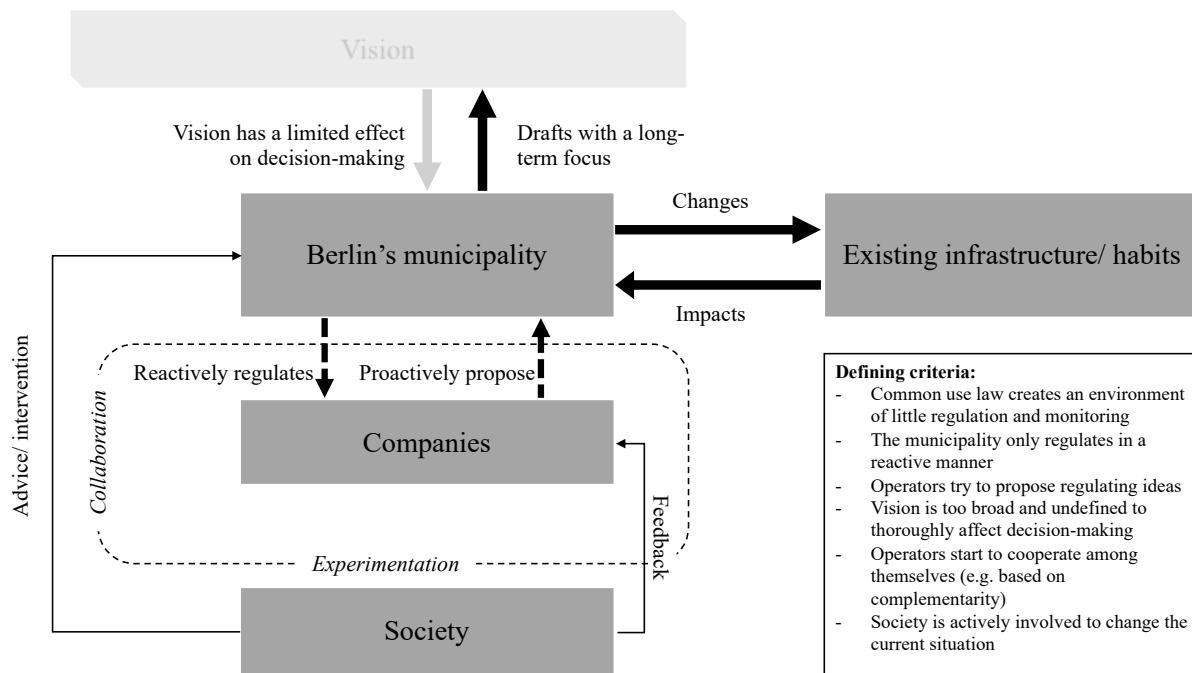 Vision
Vision has a limited effect
on decision-making
Drafts with a long-
term focus
Changes
Berlin’s municipality
Existing infrastructure/ habits
Impacts
Advice/ intervention
Reactively regulates
Proactively propose
Collaboration
Companies
Feedback
Experimentation
Society
Defining criteria:
- Common use law creates an environment
of little regulation and monitoring
- The municipality only regulates in a
reactive manner
- Operators try to propose regulating ideas
- Vision is too broad and undefined to
thoroughly affect decision-making
- Operators start to cooperate among
themselves (e.g. based on
complementarity)
- Society is actively involved to change the
current situation